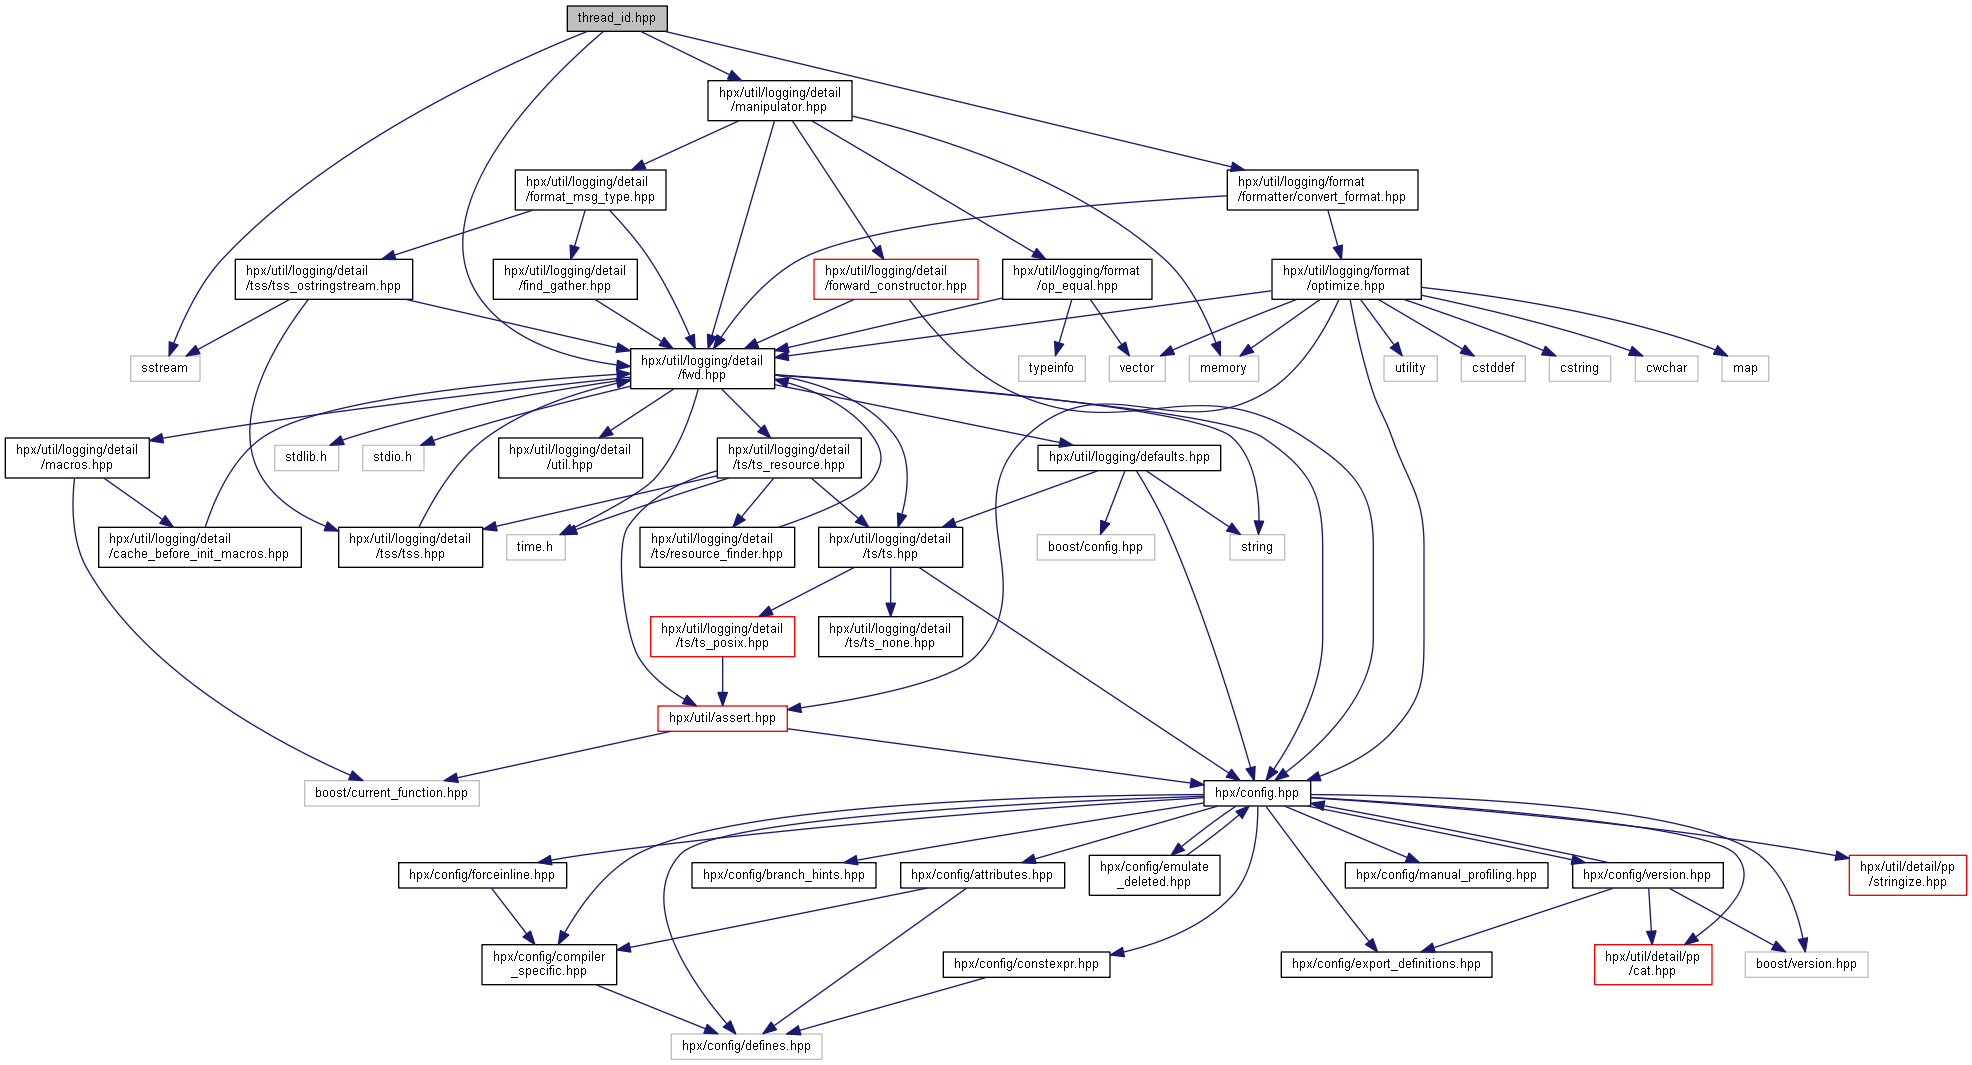 thread_id.hpp
hpx/util/logging/detail
/manipulator.hpp
hpx/util/logging/detail
/format_msg_type.hpp
hpx/util/logging/format
/formatter/convert_format.hpp
hpx/util/logging/detail
/tss/tss_ostringstream.hpp
hpx/util/logging/detail
/find_gather.hpp
hpx/util/logging/detail
/forward_constructor.hpp
hpx/util/logging/format
/op_equal.hpp
hpx/util/logging/format
/optimize.hpp
sstream
hpx/util/logging/detail
/fwd.hpp
typeinfo
vector
memory
utility
cstddef
cstring
cwchar
map
hpx/util/logging/detail
/macros.hpp
stdlib.h
stdio.h
hpx/util/logging/detail
/util.hpp
hpx/util/logging/detail
/ts/ts_resource.hpp
hpx/util/logging/defaults.hpp
hpx/util/logging/detail
/cache_before_init_macros.hpp
hpx/util/logging/detail
/tss/tss.hpp
time.h
hpx/util/logging/detail
/ts/resource_finder.hpp
hpx/util/logging/detail
/ts/ts.hpp
boost/config.hpp
string
hpx/util/logging/detail
/ts/ts_posix.hpp
hpx/util/logging/detail
/ts/ts_none.hpp
hpx/util/assert.hpp
boost/current_function.hpp
hpx/config.hpp
hpx/config/forceinline.hpp
hpx/config/branch_hints.hpp
hpx/config/attributes.hpp
hpx/config/emulate
_deleted.hpp
hpx/config/manual_profiling.hpp
hpx/config/version.hpp
hpx/util/detail/pp
/stringize.hpp
hpx/config/compiler
_specific.hpp
hpx/config/constexpr.hpp
hpx/config/export_definitions.hpp
hpx/util/detail/pp
/cat.hpp
boost/version.hpp
hpx/config/defines.hpp